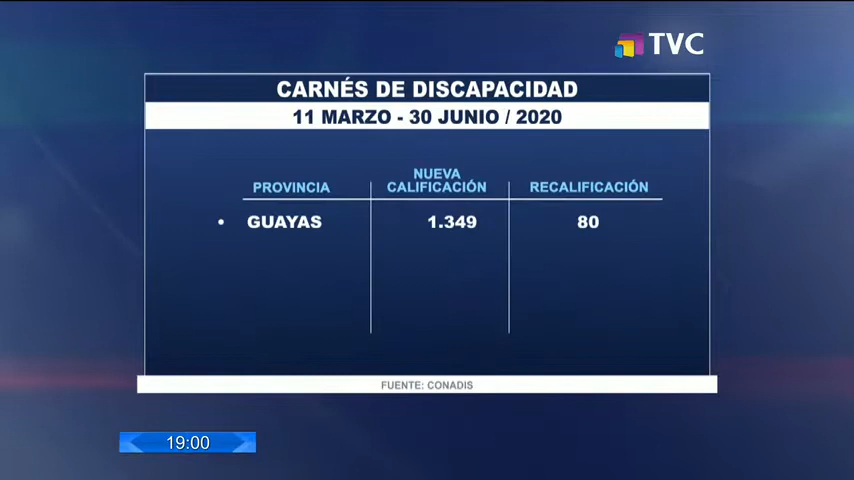 TVC
CARNÉS DE DISCAPACIDAD
11 MARZO - 30 JUNIO / 2020
PROVINCIA
NUEVA
CALIFICACIÓN
RECALIFICACIÓN
• GUAYAS 1.349 80
FUENTE: CONADIS
19:00